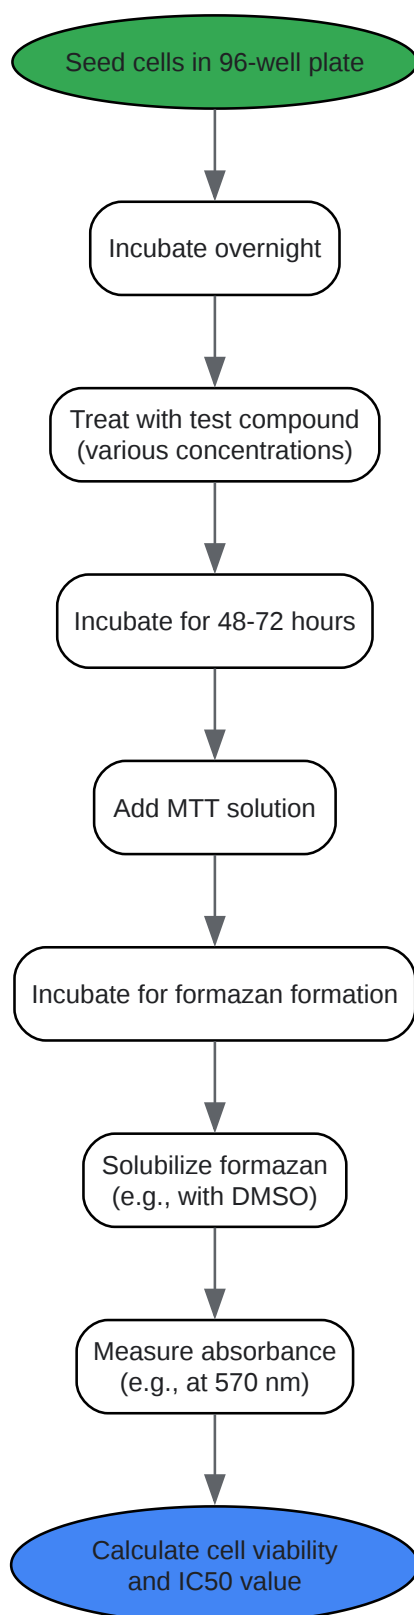 Seed cells in 96-well plate
Incubate overnight
Treat with test compound
(various concentrations)
Incubate for 48-72 hours
Add MTT solution
Incubate for formazan formation
Solubilize formazan
(e.g., with DMSO)
Measure absorbance
(e.g., at 570 nm)
Calculate cell viability
and IC50 value